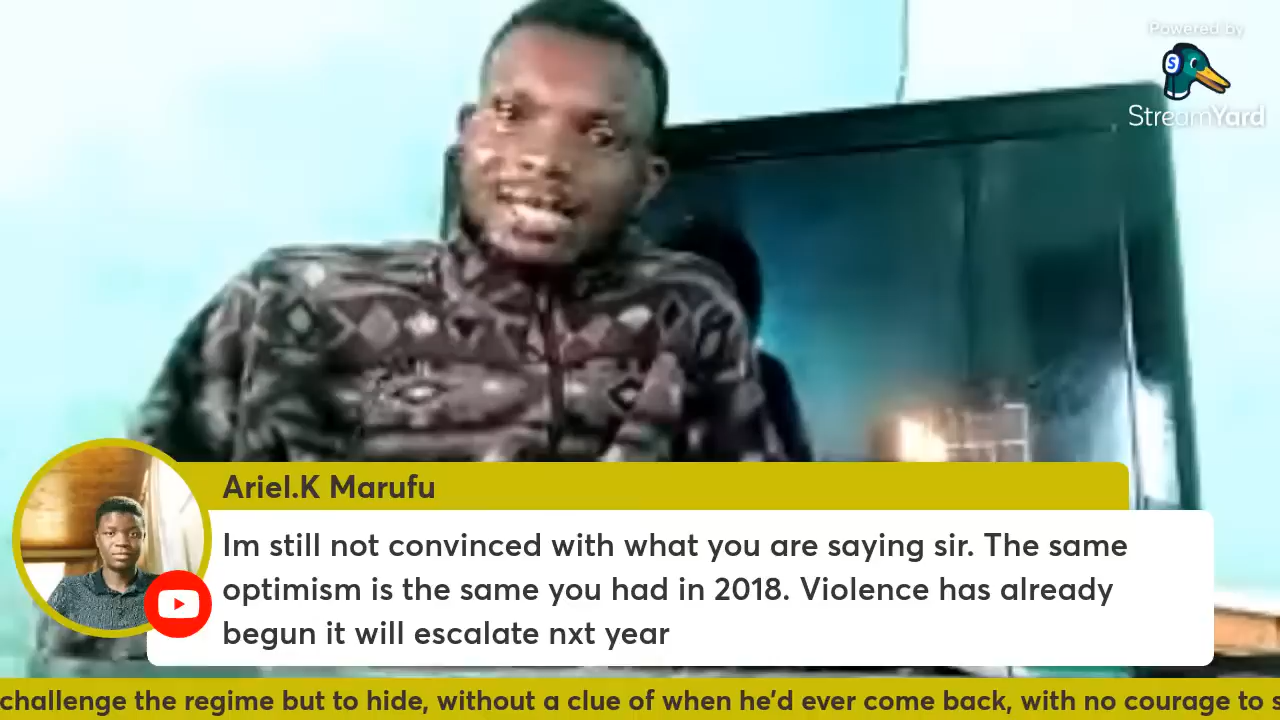 Powered by
StreamYard
Ariel.K Marufu
Im still not convinced with what you are saying sir. The same
optimism is the same you had in 2018. Violence has already
begun it will escalate nxt year
challenge the regime but to hide, without a clue of when he'd ever come back, with no courage to